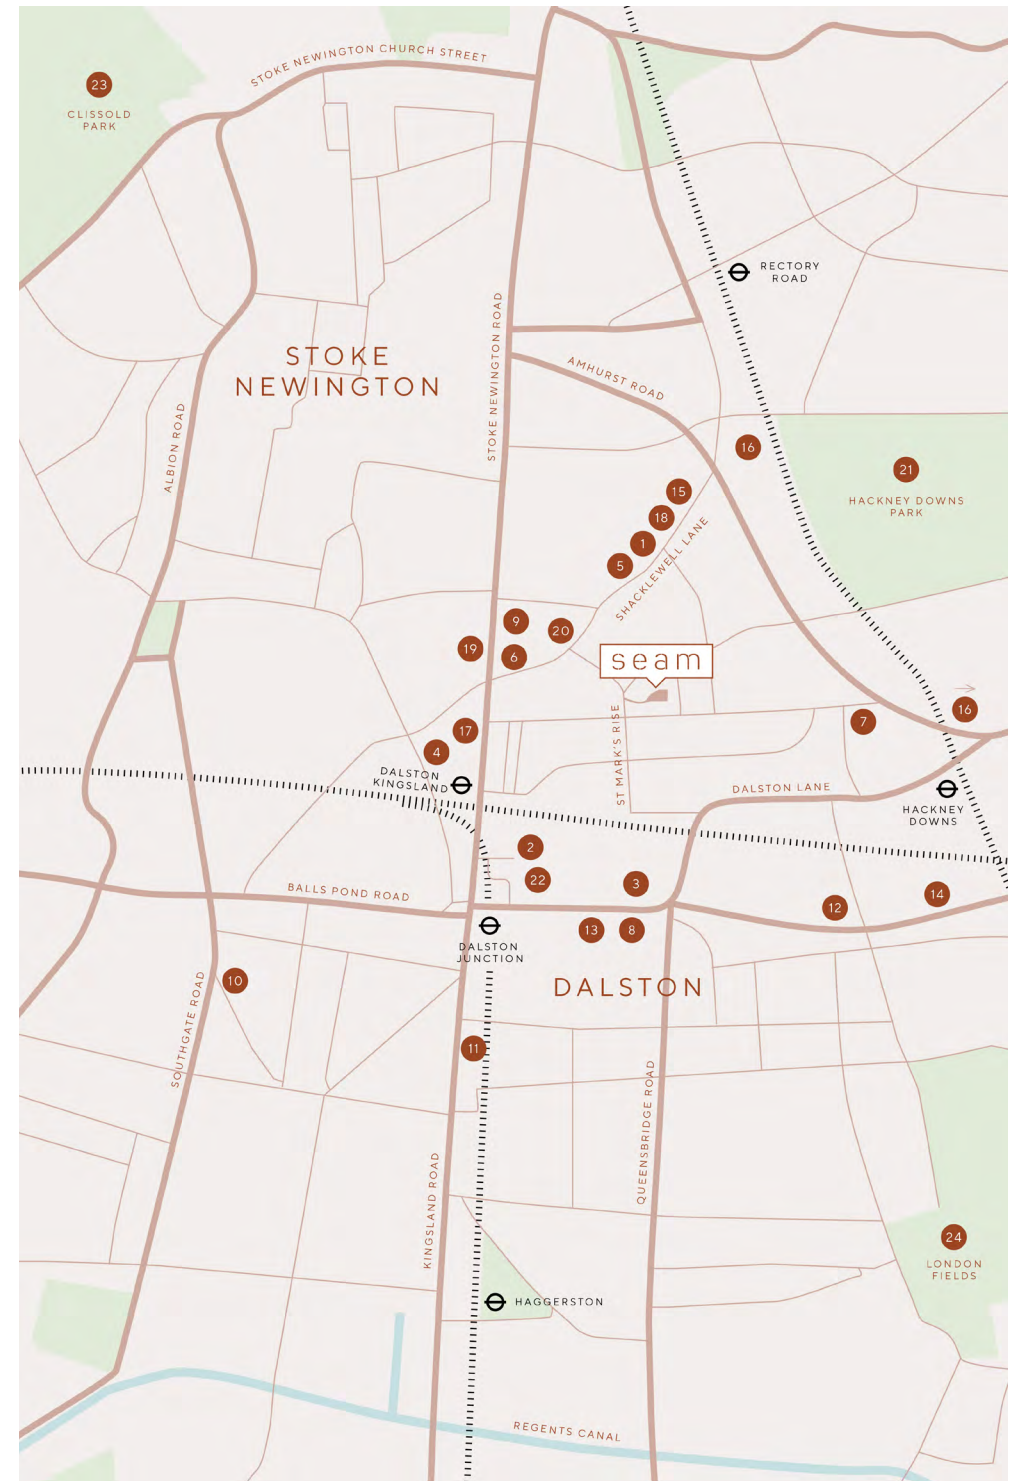 STOKE NEWINGTON CHURCH STREET
23
CLISSOLD
PARK
RECTORY
ROAD
STOKE NEWINGTON ROAD
STOKE
NEWINGTON
AMHURST ROAD
ALBION ROAD
16
21
HACKNEY DOWNS
PARK
15
18
1
5
SHACKLEWELL LANE
9
20
19
6
seam
17
4
ST MARK'S RISE
7
16
DALSTON
KINGSLAND
DALSTON LANE
HACKNEY
DOWNS
2
22
3
BALLS POND ROAD
12
14
13
8
DALSTON
JUNCTION
10
DALSTON
SOUTHGATE ROAD
11
QUEENSBRIDGE ROAD
KINGSLAND ROAD
24
LONDON
FIELDS
HAGGERSTON
REGENTS CANAL